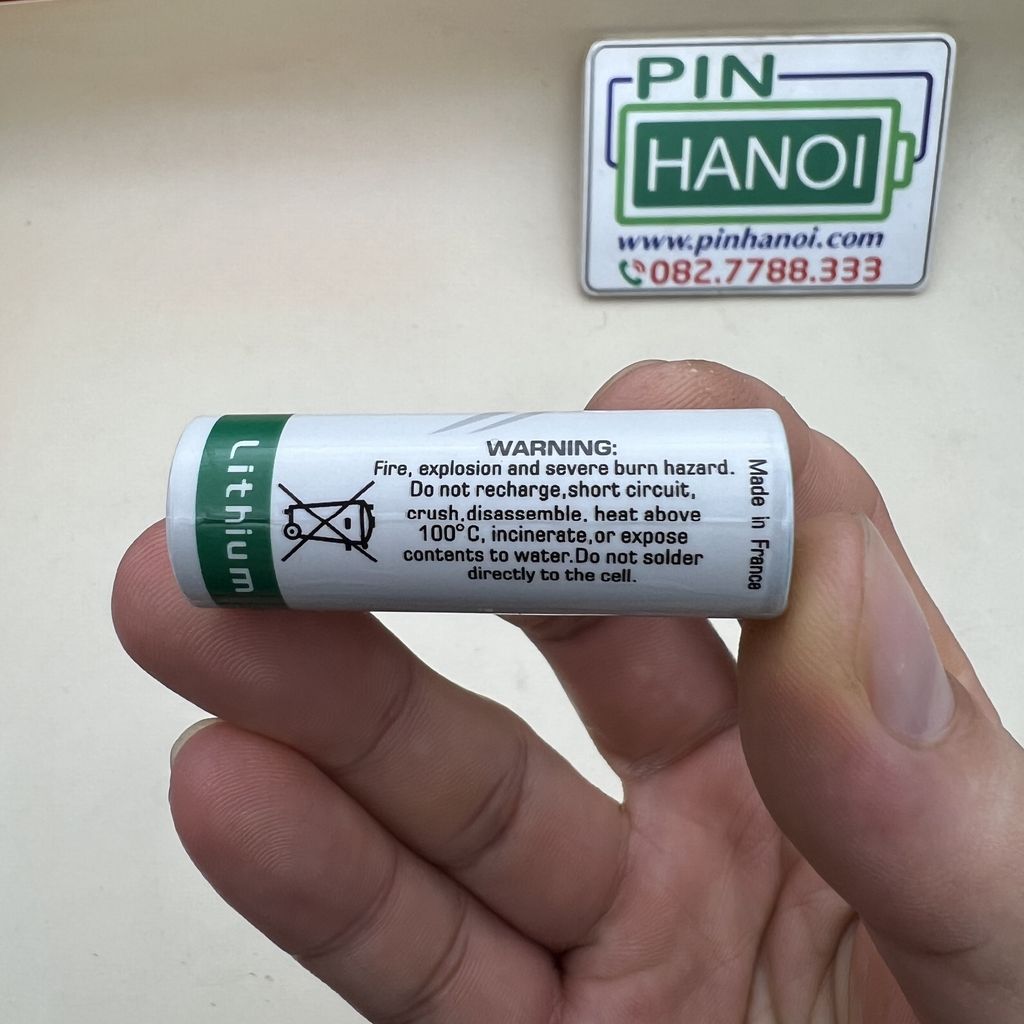 PIN
HANOI
www.pinhanoi.com
082.7788.333
Lithium
WARNING:
Fire, explosion and severe burn hazard.
Do not recharge,short circuit,
crush,disassemble, heat above
100°C, incinerate,or expose
contents to water.Do not solder
directly to the cell.
Made in France